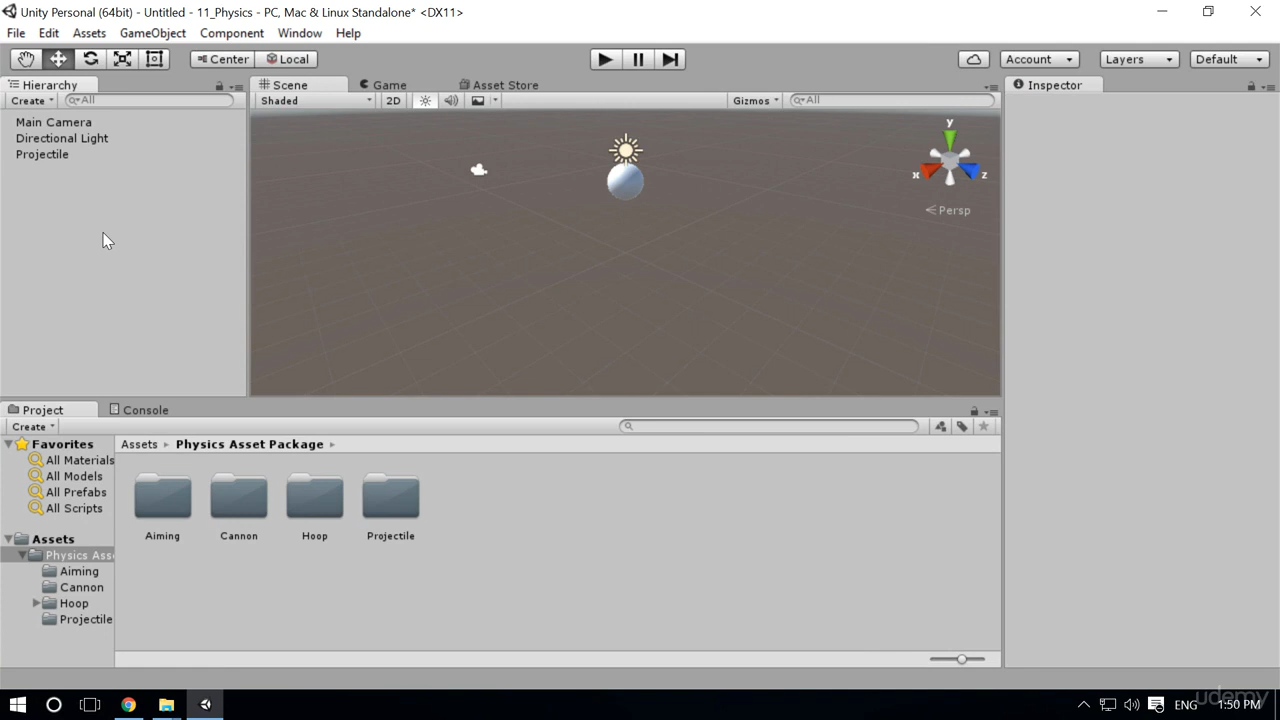 Unity Personal (64bit) - Untitled - 11_Physics - PC, Mac & Linux Standalone* <DX11>
File Edit Assets GameObject Component Window Help
Center Local Account Layers Default
Hierarchy Scene Game Asset Store Inspector
Create All Shaded 2D Gizmos All
Main Camera
Directional Light
Projectile
y
x z
Persp
Project Console
Create
Favorites Assets Physics Asset Package
All Materials
All Models
All Prefabs
All Scripts
Aiming Cannon Hoop Projectile
Assets
Physics Ass
Aiming
Cannon
Hoop
Projectile
udemy
ENG 1:50 PM